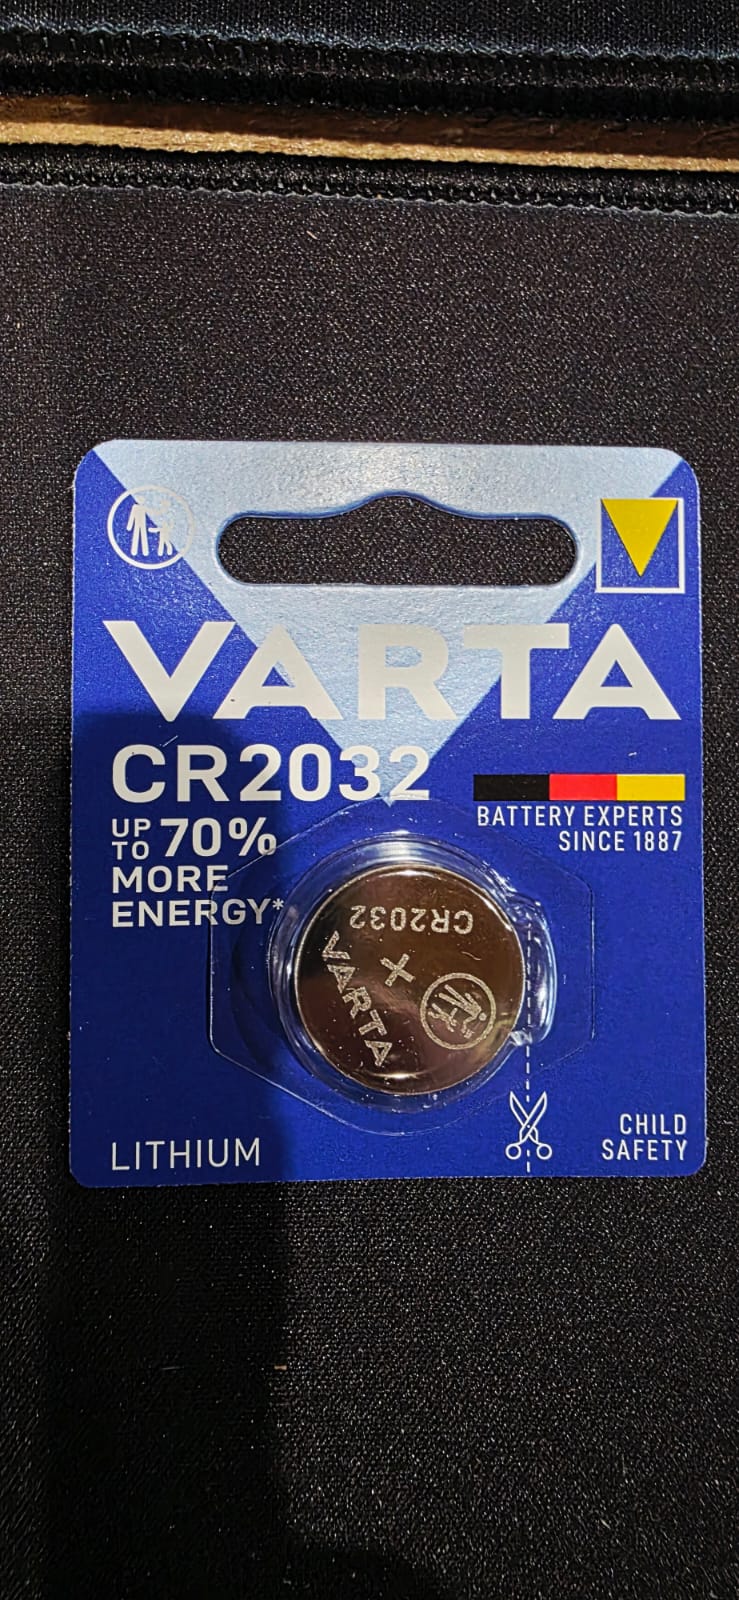 VARTA
CR2032
UP TO 70%
MORE
ENERGY*
BATTERY EXPERTS
SINCE 1887
CR2032
+
VARTA
LITHIUM
CHILD
SAFETY